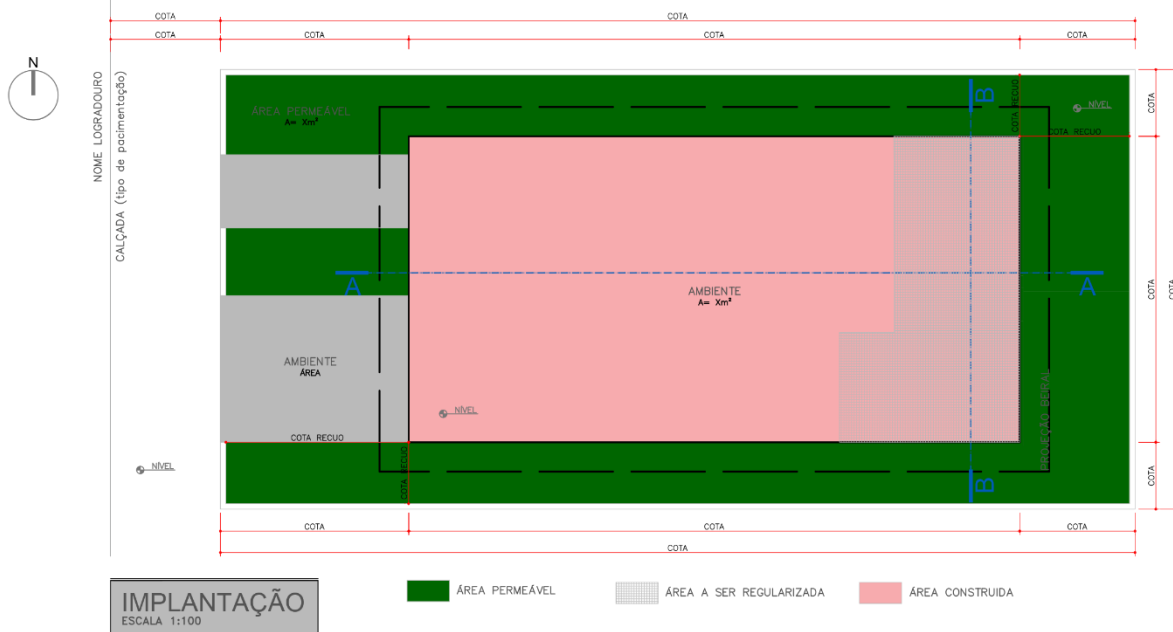 COTA
COTA
COTA
COTA
COTA
COTA
N
NOME LOGRADOURO
CALÇADA (tipo de pacimentação)
ÁREA PERMEÁVEL
A= Xm²
B
COTA RECUO
NÍVEL
COTA RECUO
COTA
A
AMBIENTE
A= Xm²
A
COTA
COTA
AMBIENTE
ÁREA
NÍVEL
PROJEÇÃO BEIRAL
COTA RECUO
NÍVEL
COTA RECUO
B
COTA
COTA
COTA
COTA
COTA
IMPLANTAÇÃO
ESCALA 1:100
ÁREA PERMEÁVEL
ÁREA A SER REGULARIZADA
ÁREA CONSTRUIDA